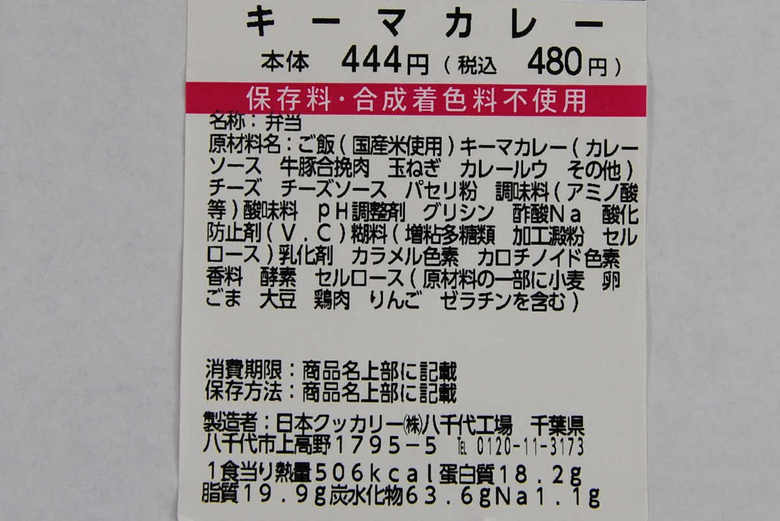 キーマカレー
本体 444円(税込 480円)
保存料・合成着色料不使用
名称:弁当
原材料名:ご飯(国産米使用)キーマカレー(カレー
ソース 牛豚合挽肉 玉ねぎ カレールウ その他)
チーズ チーズソース パセリ粉 調味料(アミノ酸
等)酸味料 pH調整剤 グリシン 酢酸Na 酸化
防止剤(V.C)糊料(増粘多糖類 加工澱粉 セル
ロース)乳化剤 カラメル色素 カロチノイド色素
香料 酵素 セルロース(原材料の一部に小麦 卵
ごま 大豆 鶏肉 りんご ゼラチンを含む)
消費期限:商品名上部に記載
保存方法:商品名上部に記載
製造者:日本クッカリー㈱八千代工場 千葉県
八千代市上高野1795-5 ℡ 0120-11-3173
1食当り熱量506kcal蛋白質18.2g
脂質19.9g炭水化物63.6gNa1.1g